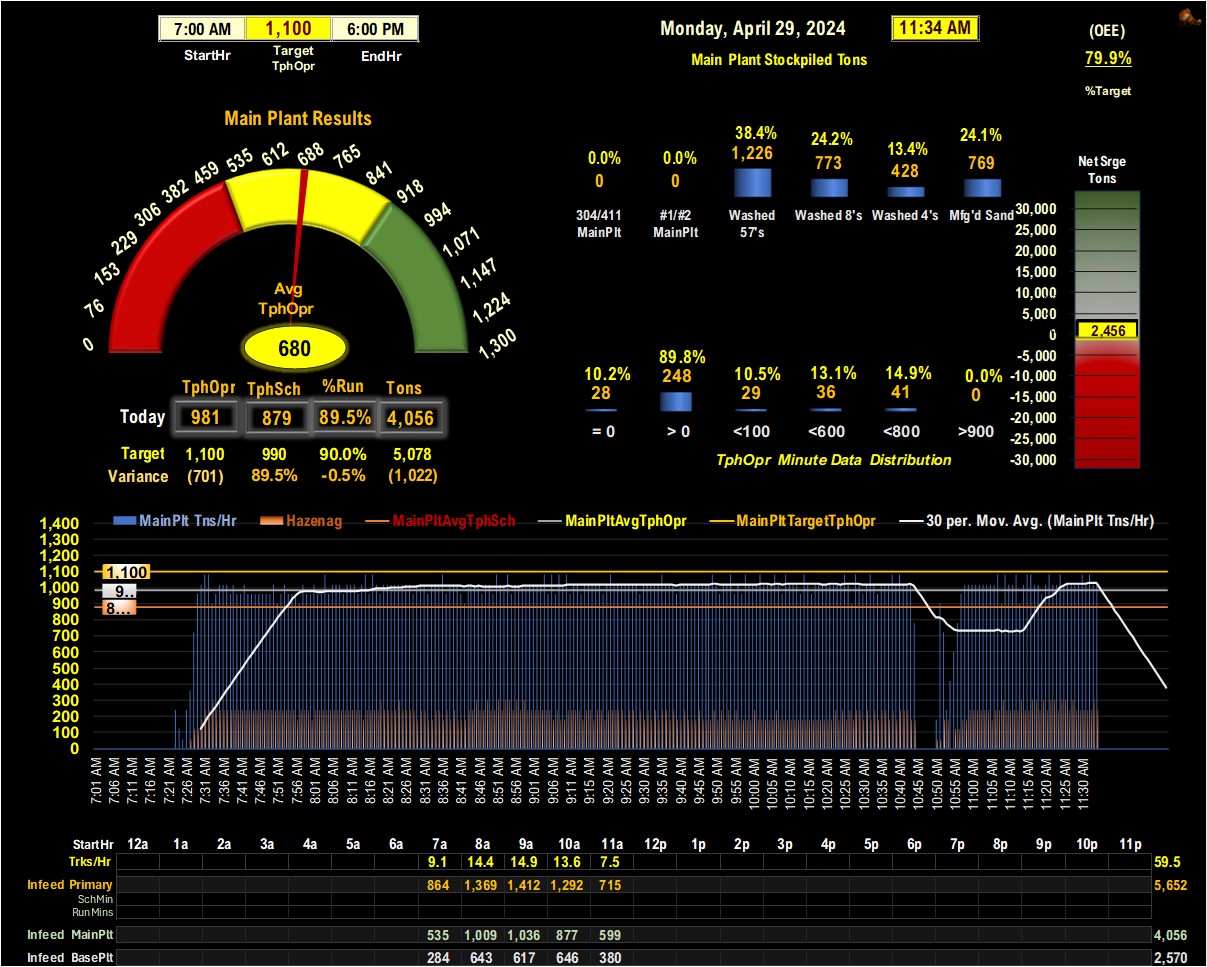 7:00 AM 1,100 6:00 PM
StartHr Target TphOpr EndHr
Monday, April 29, 2024 11:34 AM
Main Plant Stockpiled Tons
(OEE)
79.9%
%Target
Main Plant Results
0 76 153 229 306 382 459 535 612 688 765 841 918 994 1,071 1,147 1,224 1,300
Avg
TphOpr
680
TphOpr TphSch %Run Tons
Today 981 879 89.5% 4,056
Target 1,100 990 90.0% 5,078
Variance (701) 89.5% -0.5% (1,022)
0.0% 0.0% 38.4% 24.2% 13.4% 24.1%
0 0 1,226 773 428 769
304/411 #1/#2 Washed Washed 8's Washed 4's Mfg'd Sand
MainPlt MainPlt 57's
10.2% 89.8% 10.5% 13.1% 14.9% 0.0%
28 248 29 36 41 0
= 0 > 0 <100 <600 <800 >900
TphOpr Minute Data Distribution
Net Srge
Tons
30,000
25,000
20,000
15,000
10,000
5,000
0
-5,000
-10,000
-15,000
-20,000
-25,000
-30,000
2,456
MainPlt Tns/Hr Hazenag MainPltAvgTphSch MainPltAvgTphOpr MainPltTargetTphOpr 30 per. Mov. Avg. (MainPlt Tns/Hr)
1,400
1,300
1,200
1,100
1,000
900
800
700
600
500
400
300
200
100
0
1,100
9..
8...
7:01 AM 7:06 AM 7:11 AM 7:16 AM 7:21 AM 7:26 AM 7:31 AM 7:36 AM 7:41 AM 7:46 AM 7:51 AM 7:56 AM 8:01 AM 8:06 AM 8:11 AM 8:16 AM 8:21 AM 8:26 AM 8:31 AM 8:36 AM 8:41 AM 8:46 AM 8:51 AM 8:56 AM 9:01 AM 9:06 AM 9:10 AM 9:15 AM 9:20 AM 9:25 AM 9:30 AM 9:35 AM 9:40 AM 9:45 AM 9:50 AM 9:55 AM 10:00 AM 10:05 AM 10:10 AM 10:15 AM 10:20 AM 10:25 AM 10:30 AM 10:35 AM 10:40 AM 10:45 AM 10:50 AM 10:55 AM 11:00 AM 11:05 AM 11:10 AM 11:15 AM 11:20 AM 11:25 AM 11:30 AM
StartHr 12a 1a 2a 3a 4a 5a 6a 7a 8a 9a 10a 11a 12p 1p 2p 3p 4p 5p 6p 7p 8p 9p 10p 11p
Trks/Hr 9.1 14.4 14.9 13.6 7.5 59.5
Infeed Primary 864 1,369 1,412 1,292 715 5,652
SchMin
RunMins
Infeed MainPlt 535 1,009 1,036 877 599 4,056
Infeed BasePlt 284 643 617 646 380 2,570